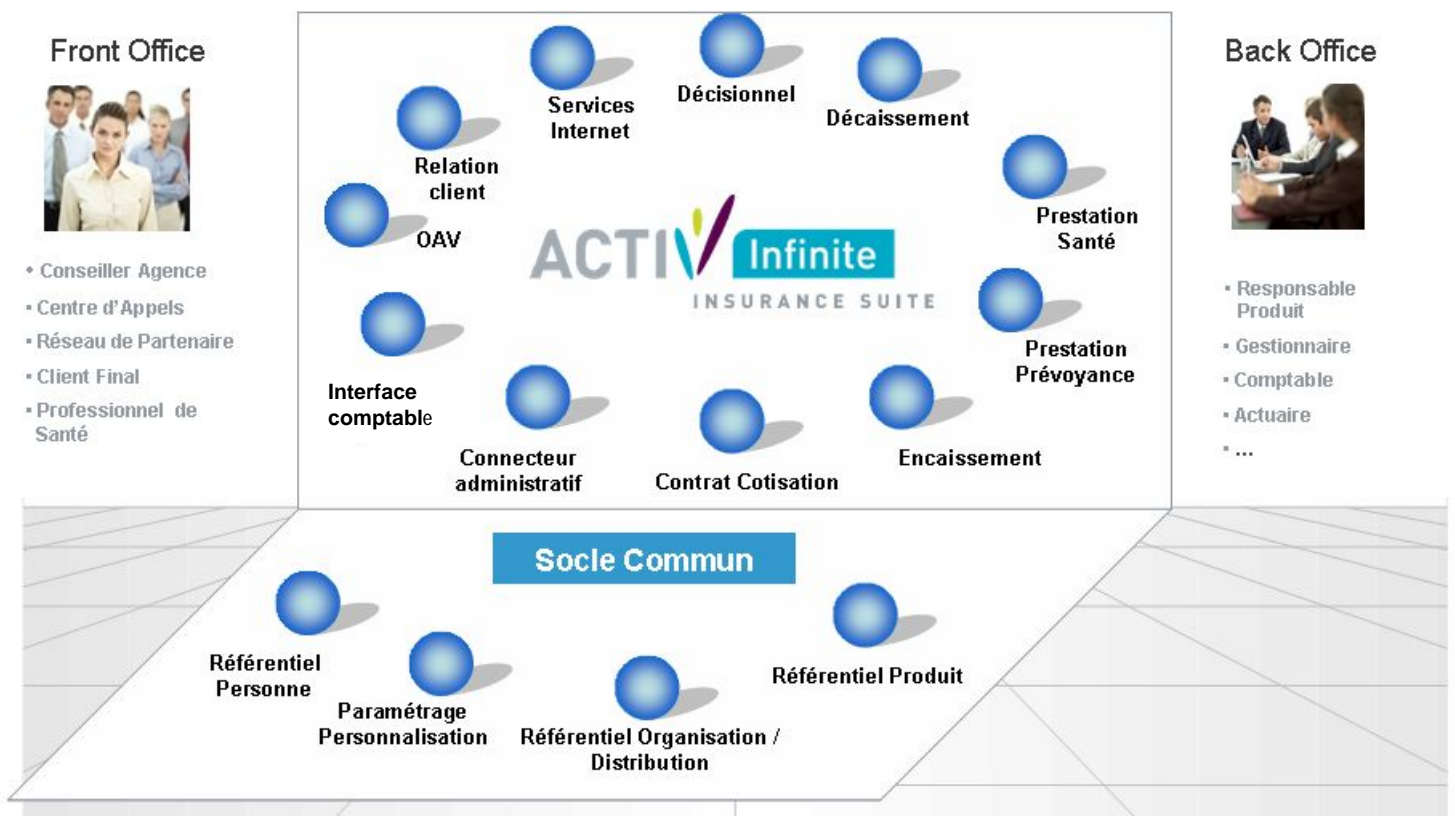 Front Office
• Conseiller Agence
▪ Centre d'Appels
▪ Réseau de Partenaire
▪ Client Final
▪ Professionnel de
Santé
Services
Internet
Décisionnel
Décaissement
Relation
client
OAV
Prestation
Santé
ACTIV Infinite
INSURANCE SUITE
Interface
comptable
Prestation
Prévoyance
Connecteur
administratif
Contrat Cotisation
Encaissement
Back Office
▪ Responsable
Produit
▪ Gestionnaire
▪ Comptable
▪ Actuaire
▪ ...
Socle Commun
Référentiel
Personne
Paramétrage
Personnalisation
Référentiel Organisation /
Distribution
Référentiel Produit